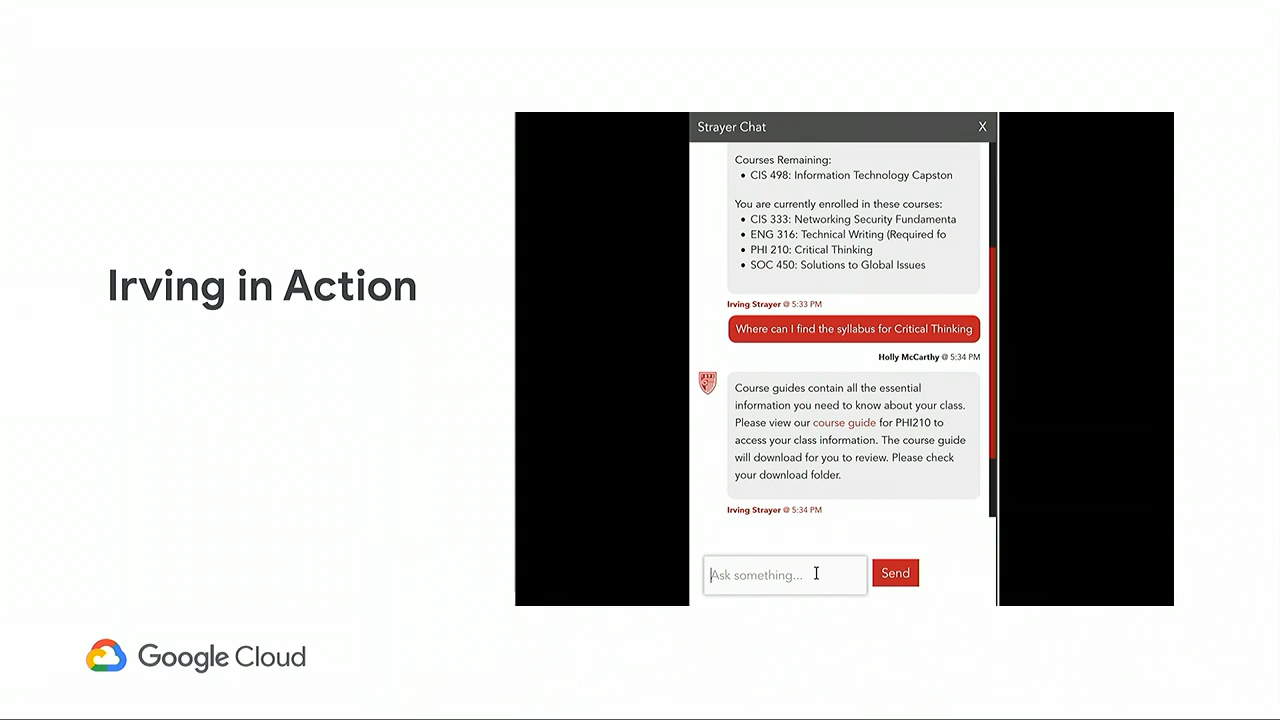 Irving in Action
Strayer Chat X
Courses Remaining:
• CIS 498: Information Technology Capston
You are currently enrolled in these courses:
• CIS 333: Networking Security Fundamenta
• ENG 316: Technical Writing (Required fo
• PHI 210: Critical Thinking
• SOC 450: Solutions to Global Issues
Irving Strayer @ 5:33 PM
Where can I find the syllabus for Critical Thinking
Holly McCarthy @ 5:34 PM
Course guides contain all the essential
information you need to know about your class.
Please view our course guide for PHI210 to
access your class information. The course guide
will download for you to review. Please check
your download folder.
Irving Strayer @ 5:34 PM
Ask something...
Send
Google Cloud